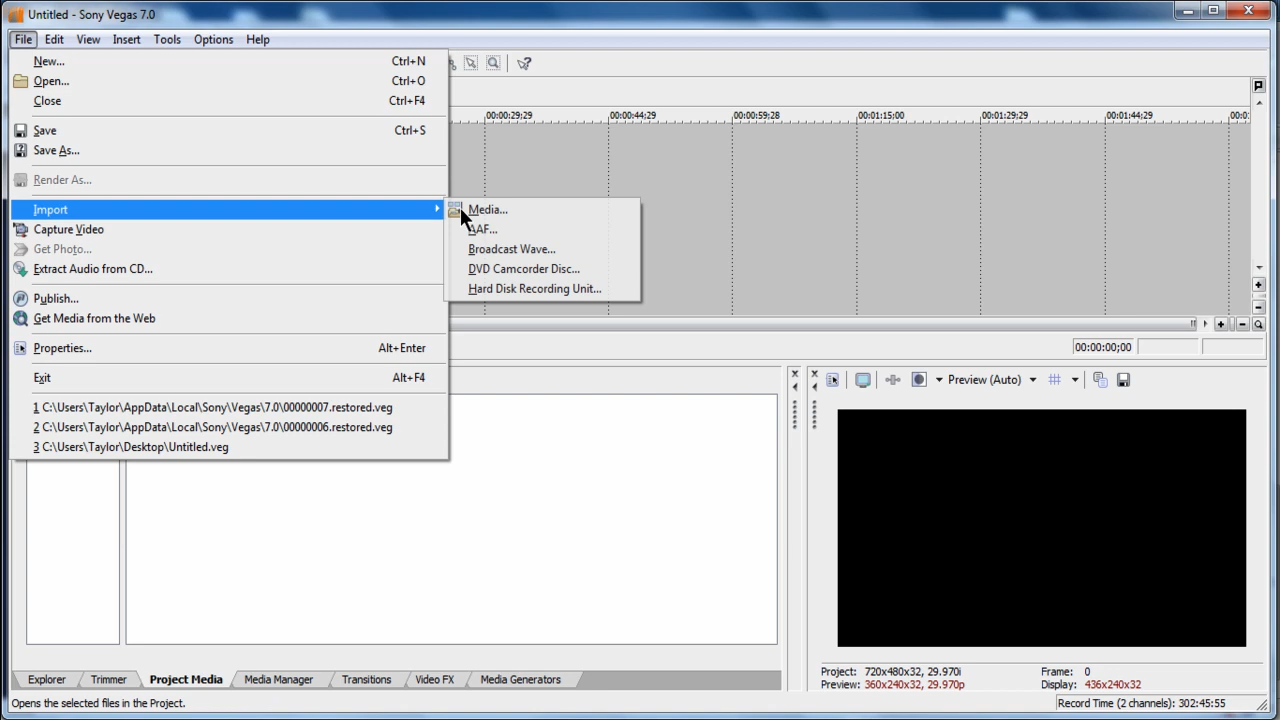 Untitled - Sony Vegas 7.0
File Edit View Insert Tools Options Help
New... Ctrl+N
Open... Ctrl+O
Close Ctrl+F4
Save Ctrl+S
Save As...
Render As...
Import
Capture Video
Get Photo...
Extract Audio from CD...
Publish...
Get Media from the Web
Properties... Alt+Enter
Exit Alt+F4
1 C:\Users\Taylor\AppData\Local\Sony\Vegas\7.0\00000007.restored.veg
2 C:\Users\Taylor\AppData\Local\Sony\Vegas\7.0\00000006.restored.veg
3 C:\Users\Taylor\Desktop\Untitled.veg
Media...
AAF...
Broadcast Wave...
DVD Camcorder Disc...
Hard Disk Recording Unit...
00:00:29;29 00:00:44;29 00:00:59;28 00:01:15;00 00:01:29;29 00:01:44;29
00:00:00;00
Preview (Auto)
Project: 720x480x32, 29.970i Frame: 0
Preview: 360x240x32, 29.970p Display: 436x240x32
Explorer Trimmer Project Media Media Manager Transitions Video FX Media Generators
Opens the selected files in the Project. Record Time (2 channels): 302:45:55